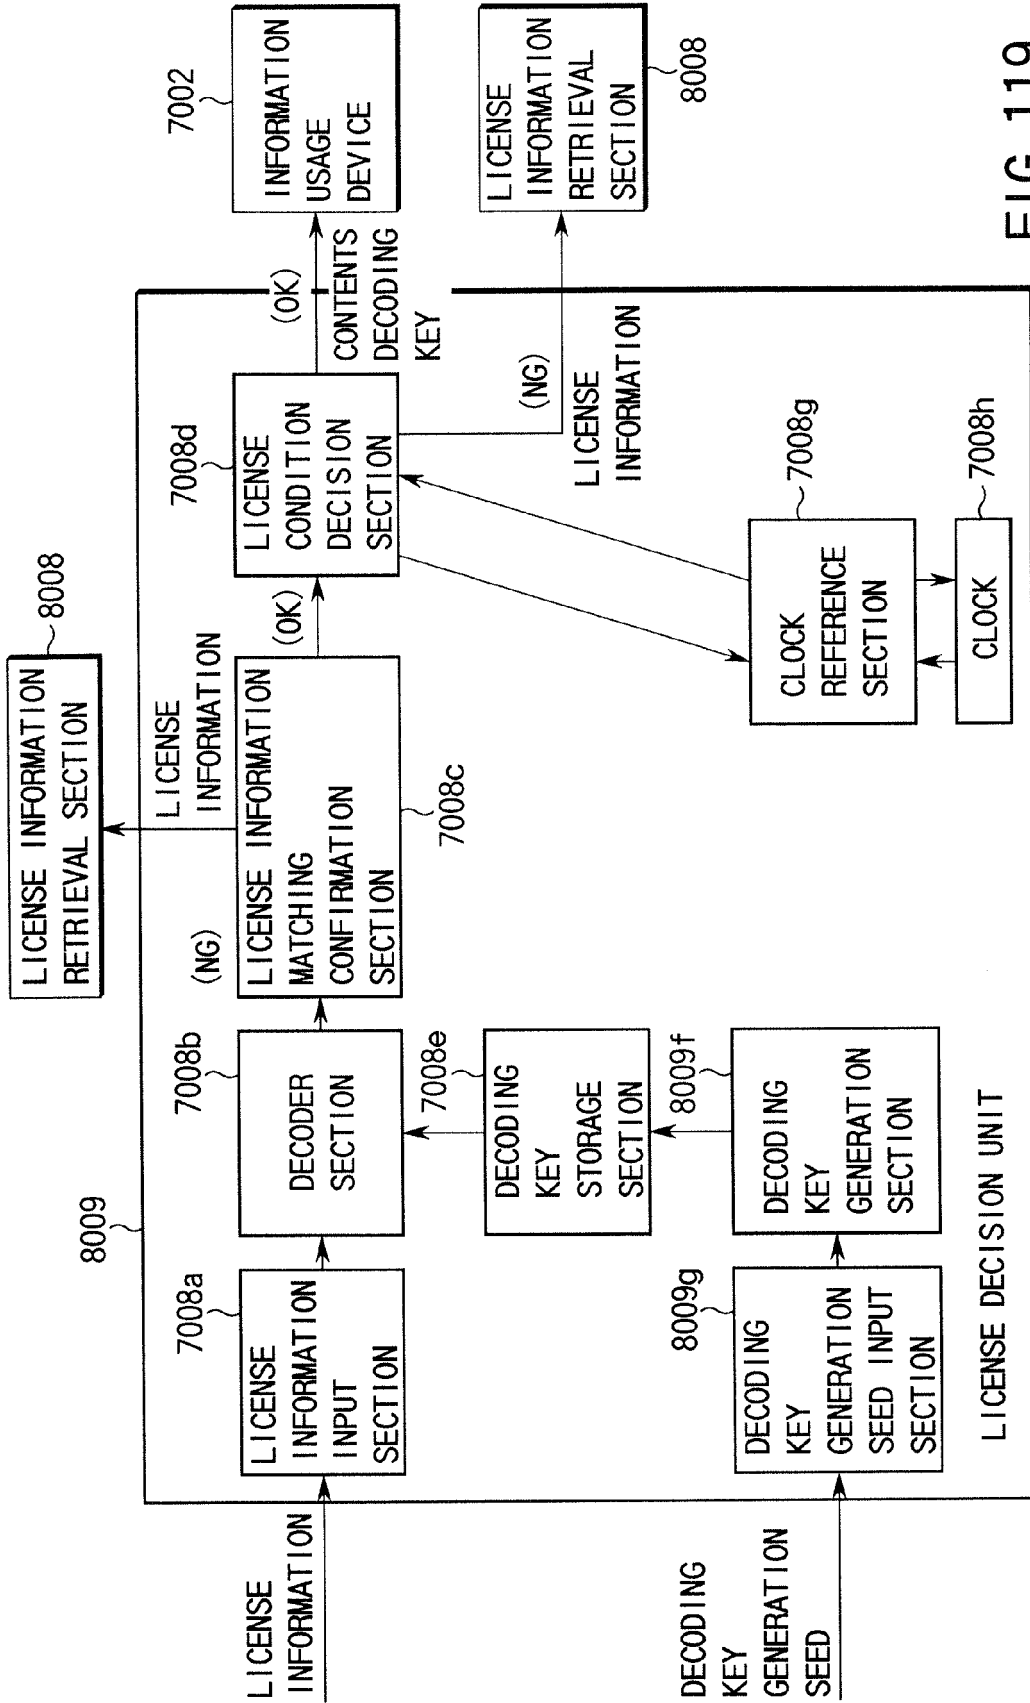 LICENSE INFORMATION
RETRIEVAL SECTION
8008
8009
7008a
7008b
(NG)
LICENSE
INFORMATION
(OK)
7008d
(OK)
7002
LICENSE
INFORMATION
LICENSE
INFORMATION
INPUT
SECTION
DECODER
SECTION
LICENSE INFORMATION
MATCHING
CONFIRMATION
SECTION
7008c
LICENSE
CONDITION
DECISION
SECTION
CONTENTS
DECODING
KEY
INFORMATION
USAGE
DEVICE
7008e
DECODING
KEY
STORAGE
SECTION
(NG)
LICENSE
INFORMATION
LICENSE
INFORMATION
RETRIEVAL
SECTION
8008
DECODING
KEY
GENERATION
SEED
8009g
DECODING
KEY
GENERATION
SEED INPUT
SECTION
8009f
DECODING
KEY
GENERATION
SECTION
CLOCK
REFERENCE
SECTION
7008g
CLOCK
7008h
LICENSE DECISION UNIT
FIG. 119